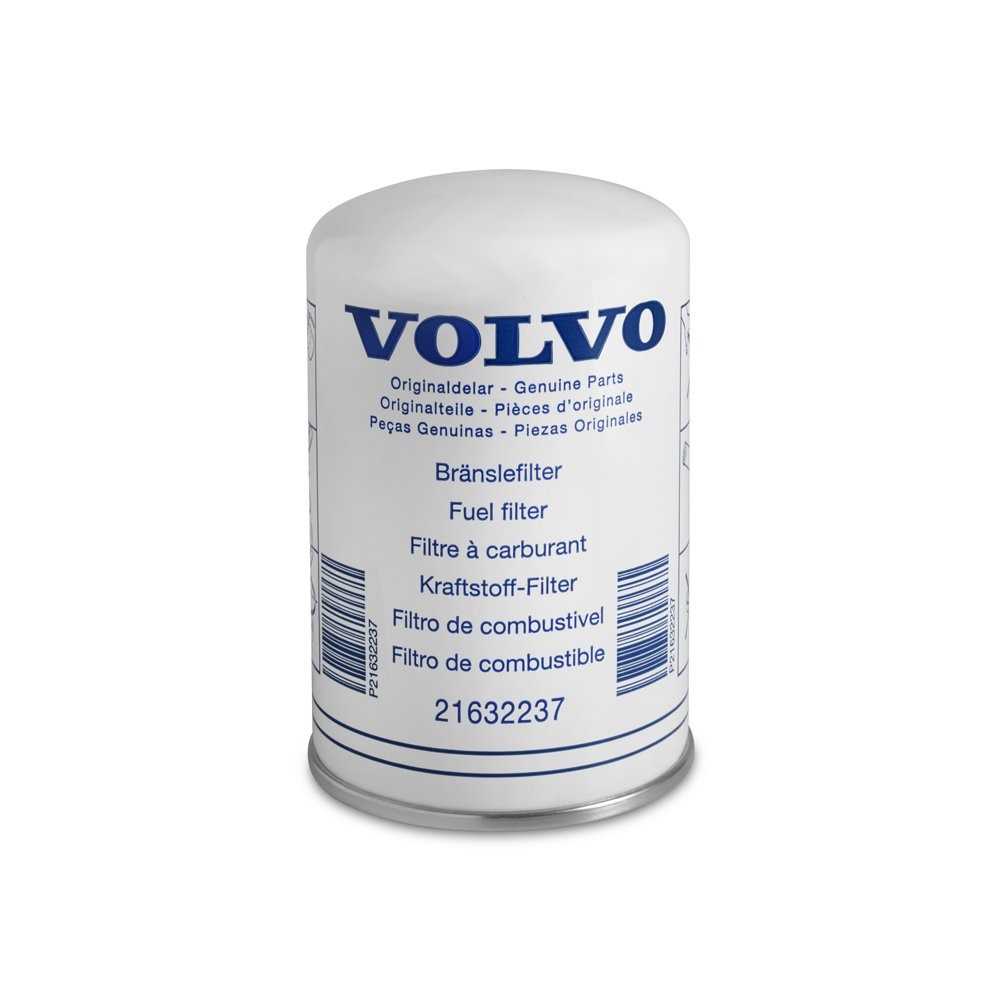 VOLVO
Originaldelar - Genuine Parts
Originalteile - Pièces d'originale
Peças Genuinas - Piezas Originales
Bränslefilter
Fuel filter
Filtre à carburant
Kraftstoff-Filter
Filtro de combustivel
Filtro de combustible
21632237
P21632237
P21632237